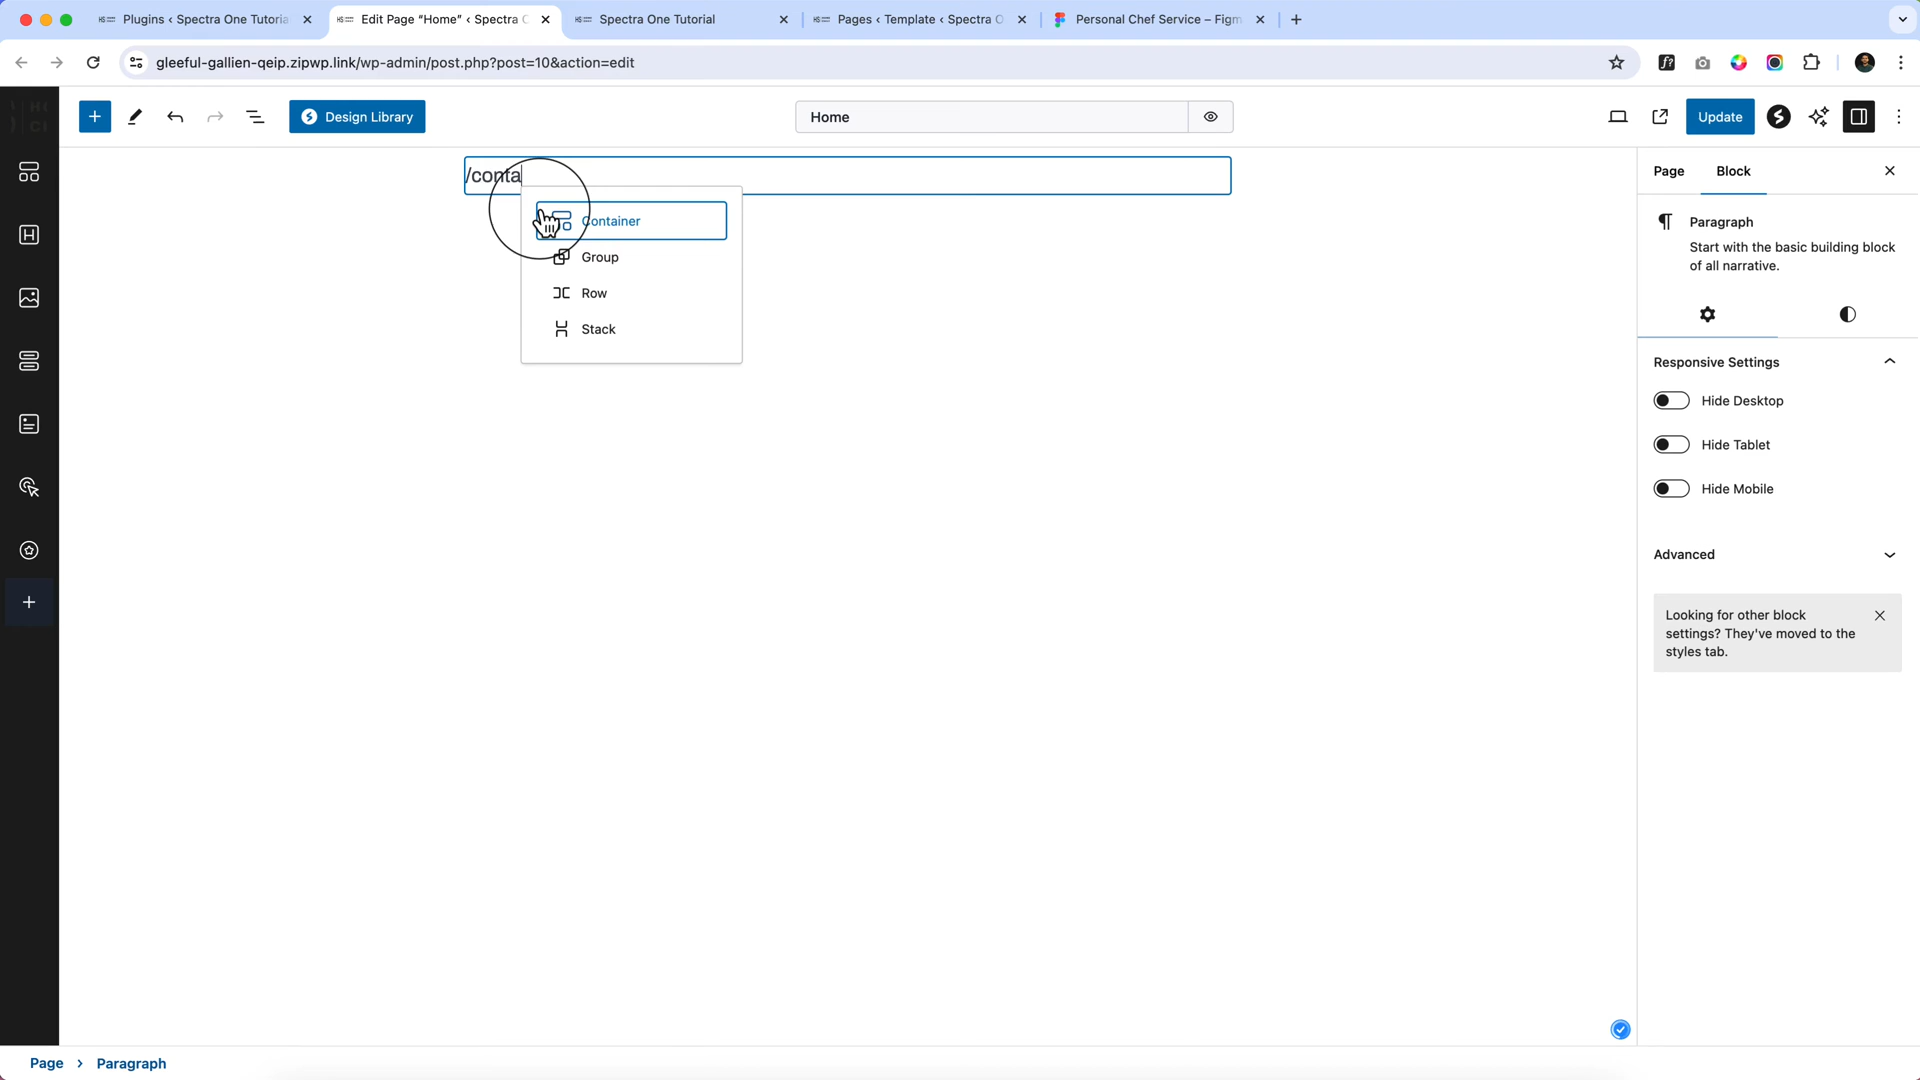 Plugins ‹ Spectra One Tutoria
Edit Page “Home” ‹ Spectra C
Spectra One Tutorial
Pages ‹ Template ‹ Spectra O
Personal Chef Service – Figm
gleeful-gallien-qeip.zipwp.link/wp-admin/post.php?post=10&action=edit
Design Library
Home
Update
/conta
Container
Group
Row
Stack
Page
Block
Paragraph
Start with the basic building block
of all narrative.
Responsive Settings
Hide Desktop
Hide Tablet
Hide Mobile
Advanced
Looking for other block
settings? They've moved to the
styles tab.
Page › Paragraph